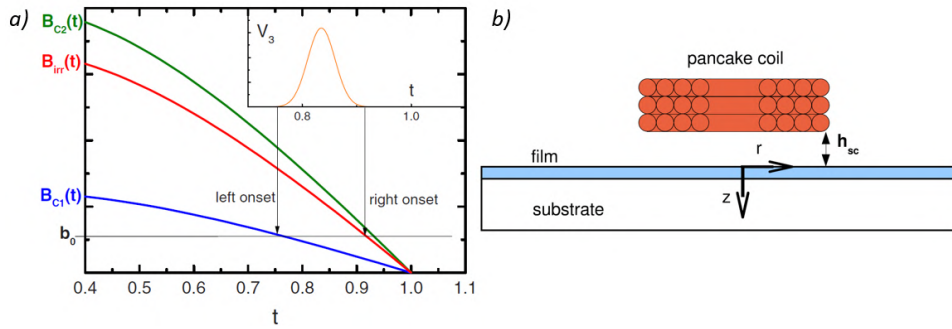 a)
B_C2(t)
B_irr(t)
B_C1(t)
b_0
V_3
t
0.8 1.0
left onset
right onset
0.4 0.5 0.6 0.7 0.8 0.9 1.0 1.1
t
b)
pancake coil
h_sc
r
film
z
substrate